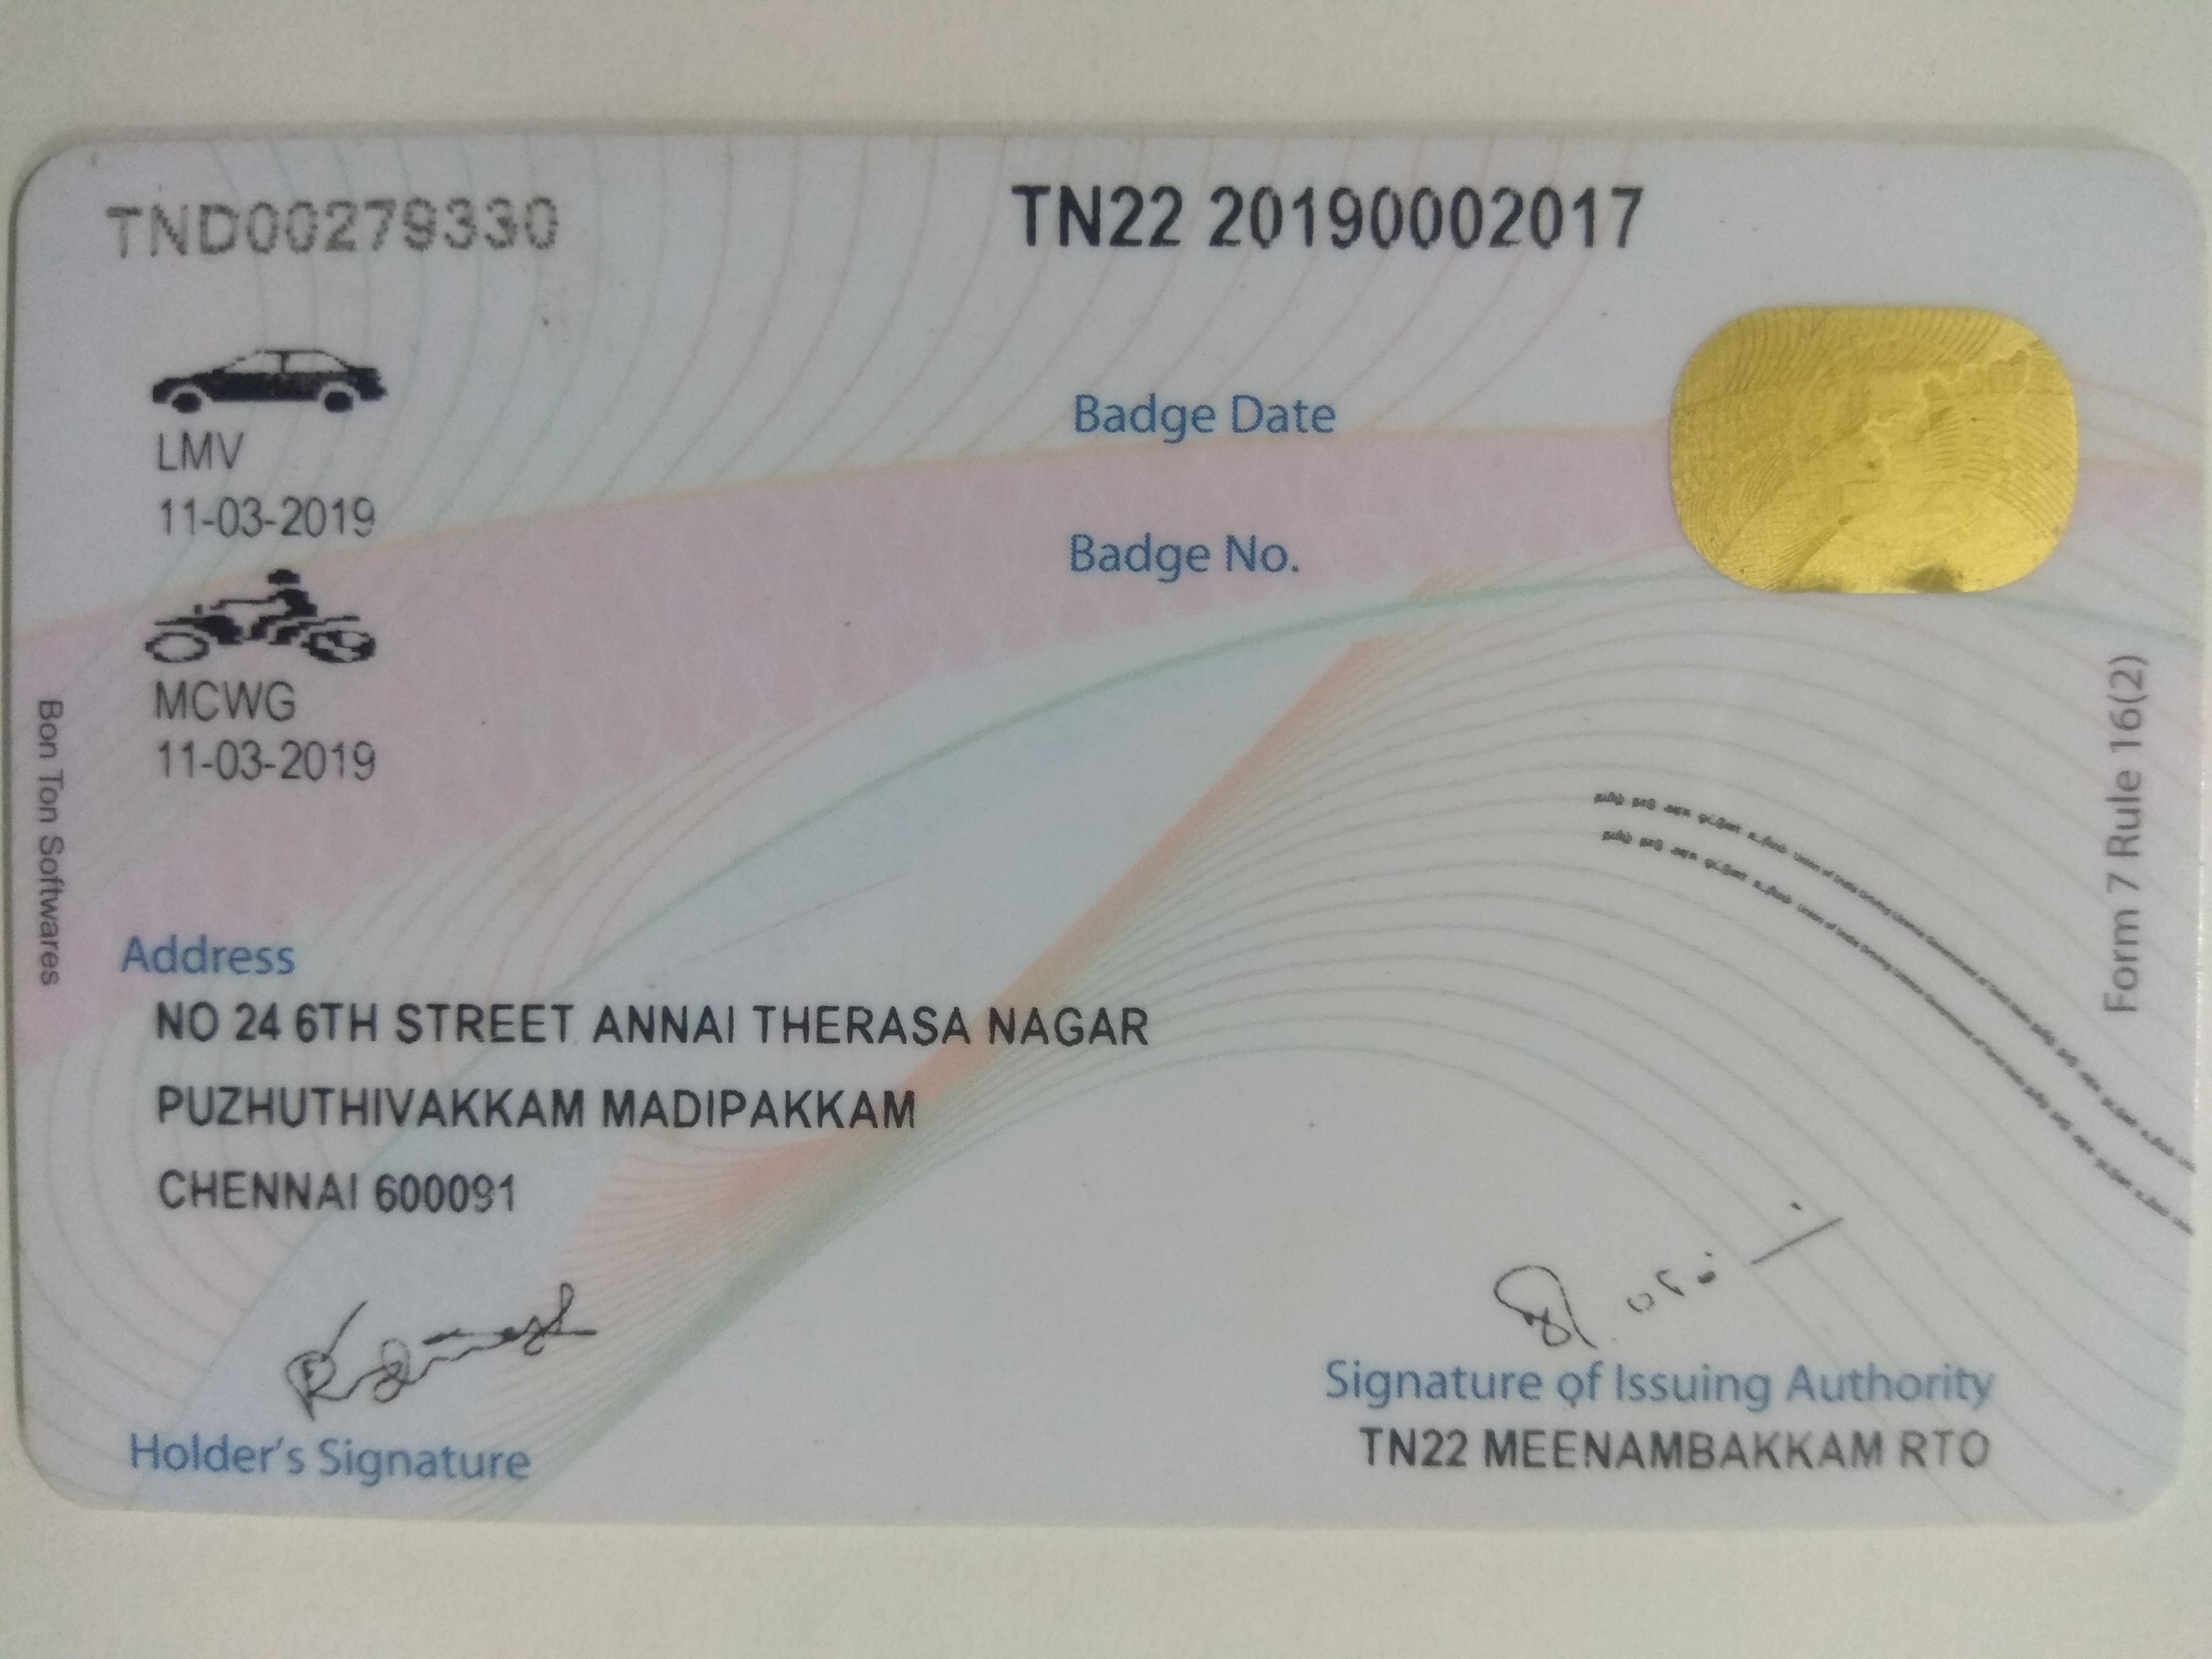 TND00279330
TN22 20190002017
LMV
11-03-2019
Badge Date
Badge No.
MCWG
11-03-2019
Bon Ton Softwares
Form 7 Rule 16(2)
Address
NO 24 6TH STREET ANNAI THERASA NAGAR
PUZHUTHIVAKKAM MADIPAKKAM
CHENNAI 600091
Holder's Signature
Signature of Issuing Authority
TN22 MEENAMBAKKAM RTO